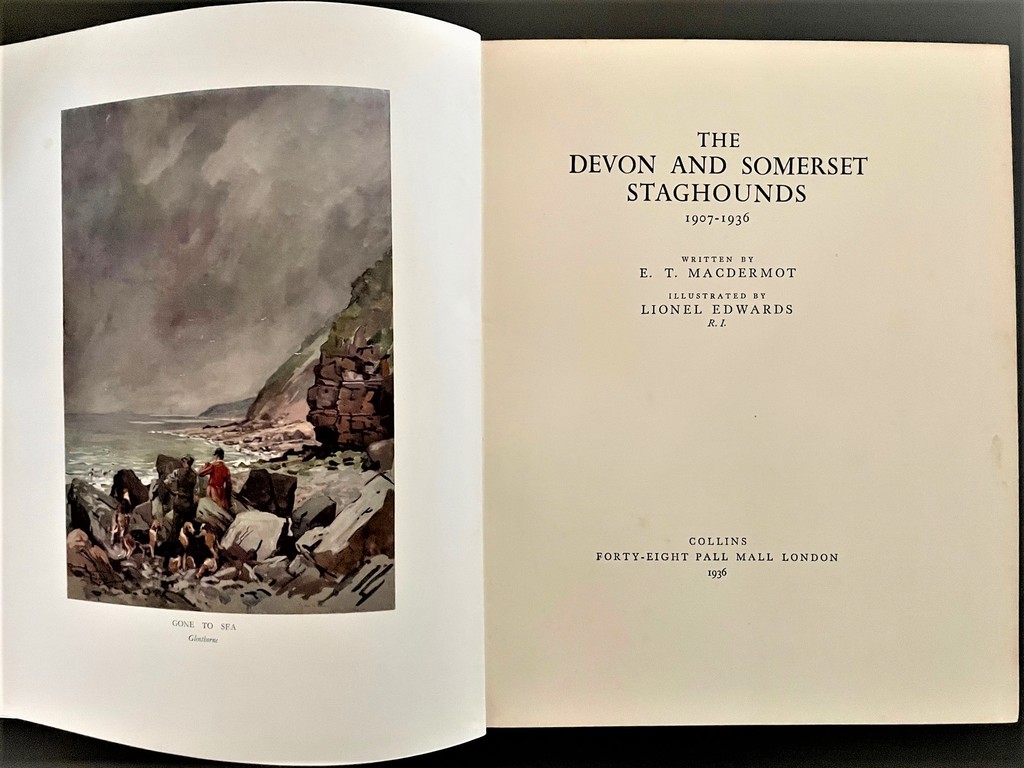 GONE TO SEA
Glenthorne
THE
DEVON AND SOMERSET
STAGHOUNDS
1907-1936
WRITTEN BY
E. T. MACDERMOT
ILLUSTRATED BY
LIONEL EDWARDS
R.I.
COLLINS
FORTY-EIGHT PALL MALL LONDON
1936